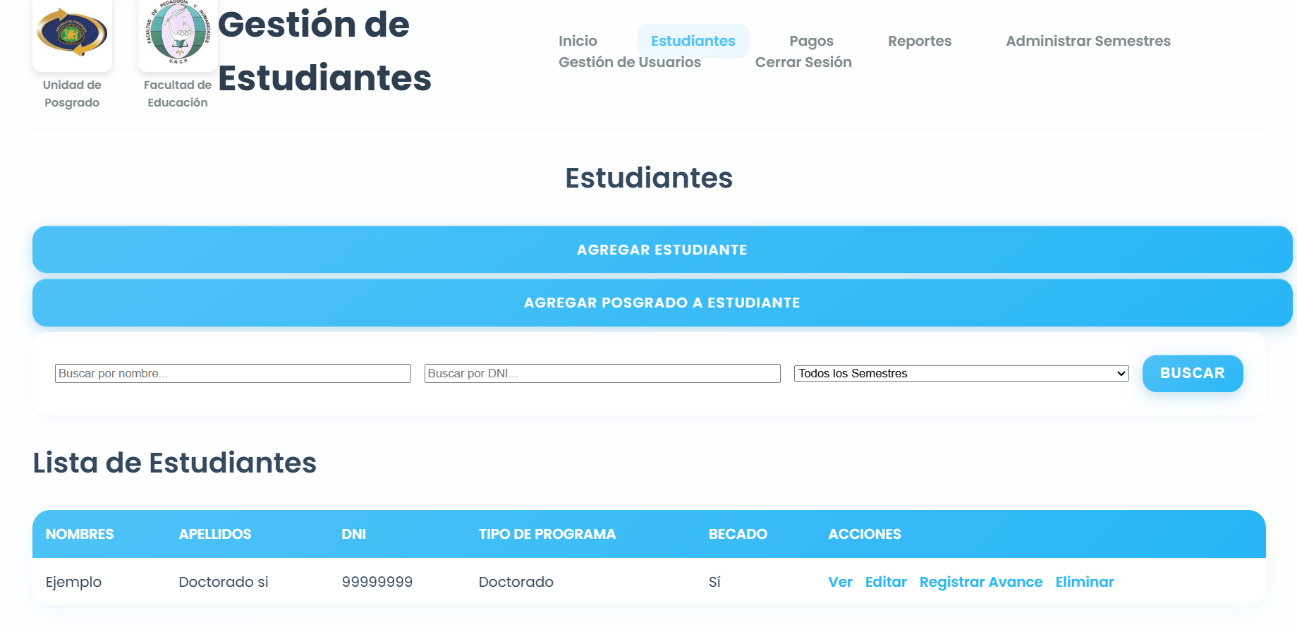 Gestión de
Estudiantes
Unidad de
Posgrado
Facultad de
Educación
Inicio Estudiantes Pagos Reportes Administrar Semestres
Gestión de Usuarios Cerrar Sesión
Estudiantes
AGREGAR ESTUDIANTE
AGREGAR POSGRADO A ESTUDIANTE
Buscar por nombre... Buscar por DNI... Todos los Semestres BUSCAR
Lista de Estudiantes
NOMBRES APELLIDOS DNI TIPO DE PROGRAMA BECADO ACCIONES
Ejemplo Doctorado si 99999999 Doctorado Sí Ver Editar Registrar Avance Eliminar